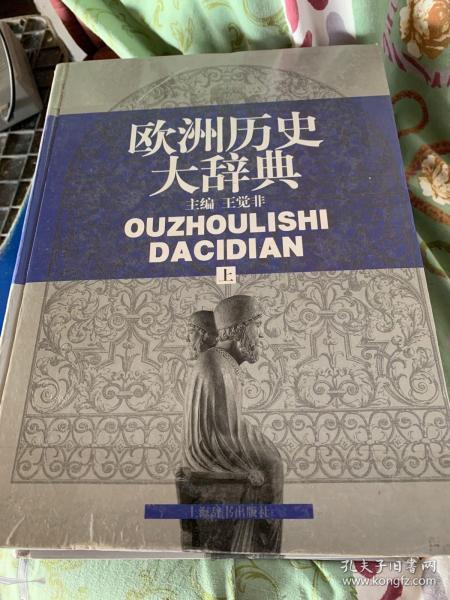 欧洲历史
大辞典
主编 王觉非
OUZHOULISHI
DACIDIAN
上
上海辞书出版社
孔夫子旧书网
www.kongfz.com